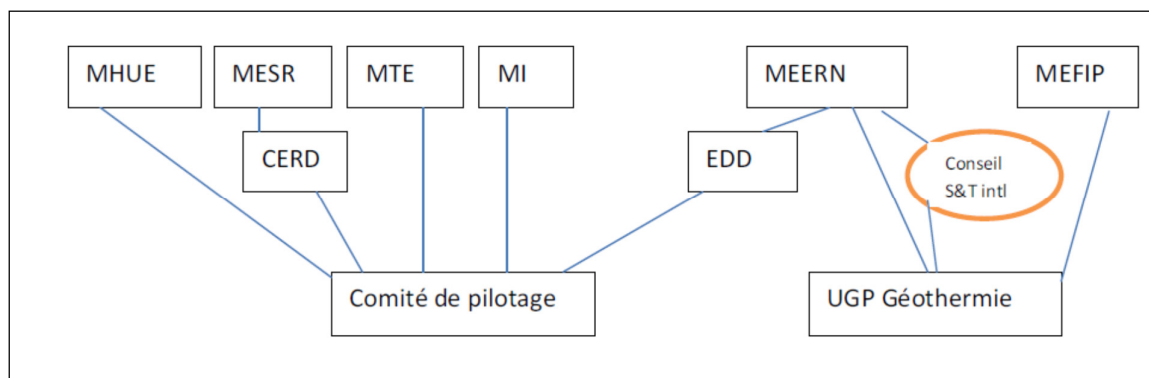 MHUE
MESR
MTE
MI
MEERN
MEFIP
CERD
EDD
Conseil
S&T intl
Comité de pilotage
UGP Géothermie